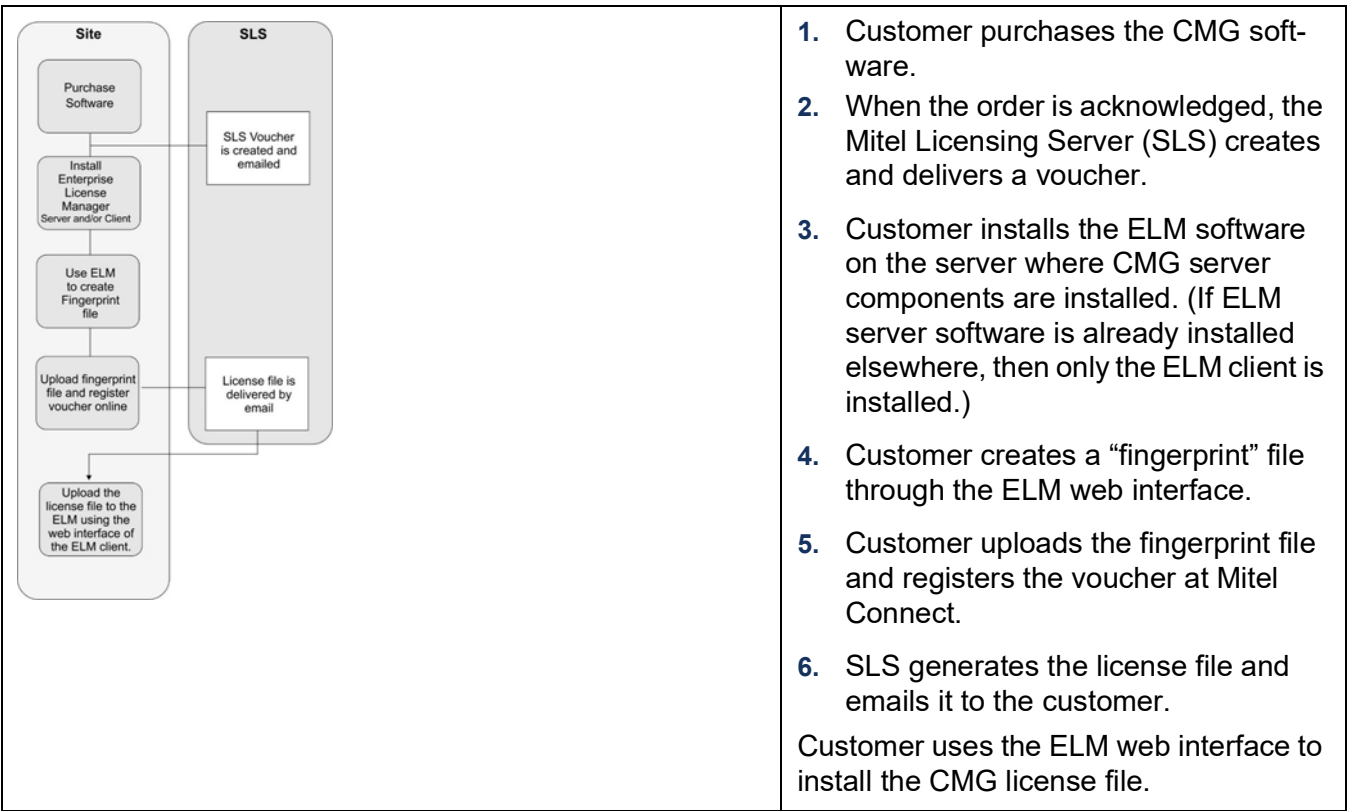 Site
SLS
Purchase
Software
SLS Voucher
is created and
emailed
Install
Enterprise
License
Manager
Server and/or Client
Use ELM
to create
Fingerprint
file
Upload fingerprint
file and register
voucher online
License file is
delivered by
email
Upload the
license file to the
ELM using the
web interface of
the ELM client.
1. Customer purchases the CMG soft-
ware.
2. When the order is acknowledged, the
Mitel Licensing Server (SLS) creates
and delivers a voucher.
3. Customer installs the ELM software
on the server where CMG server
components are installed. (If ELM
server software is already installed
elsewhere, then only the ELM client is
installed.)
4. Customer creates a “fingerprint” file
through the ELM web interface.
5. Customer uploads the fingerprint file
and registers the voucher at Mitel
Connect.
6. SLS generates the license file and
emails it to the customer.
Customer uses the ELM web interface to
install the CMG license file.